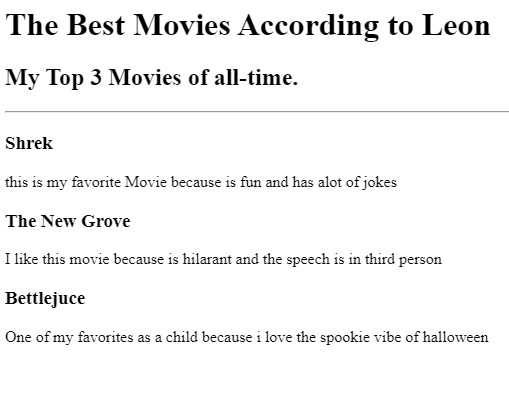 The Best Movies According to Leon
My Top 3 Movies of all-time.
Shrek
this is my favorite Movie because is fun and has alot of jokes
The New Grove
I like this movie because is hilarant and the speech is in third person
Bettlejuce
One of my favorites as a child because i love the spookie vibe of halloween